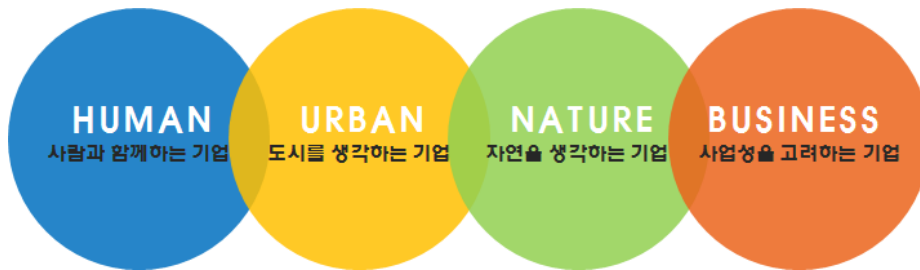 HUMAN
사람과 함께하는 기업
URBAN
도시를 생각하는 기업
NATURE
자연을 생각하는 기업
BUSINESS
사업성을 고려하는 기업